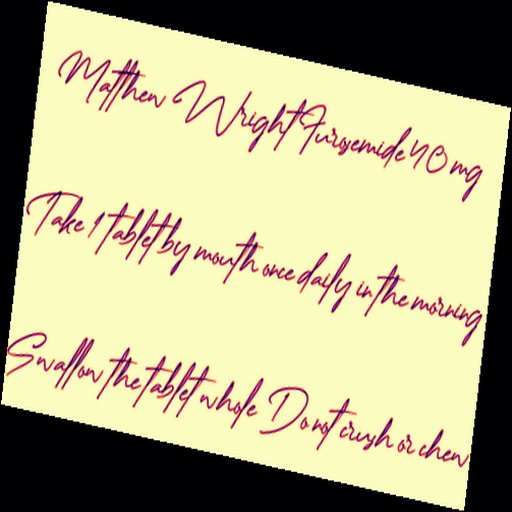 Matthew Wright Furosemide 40 mg
Take 1 tablet by mouth once daily in the morning
Swallow the tablet whole Do not crush or chew